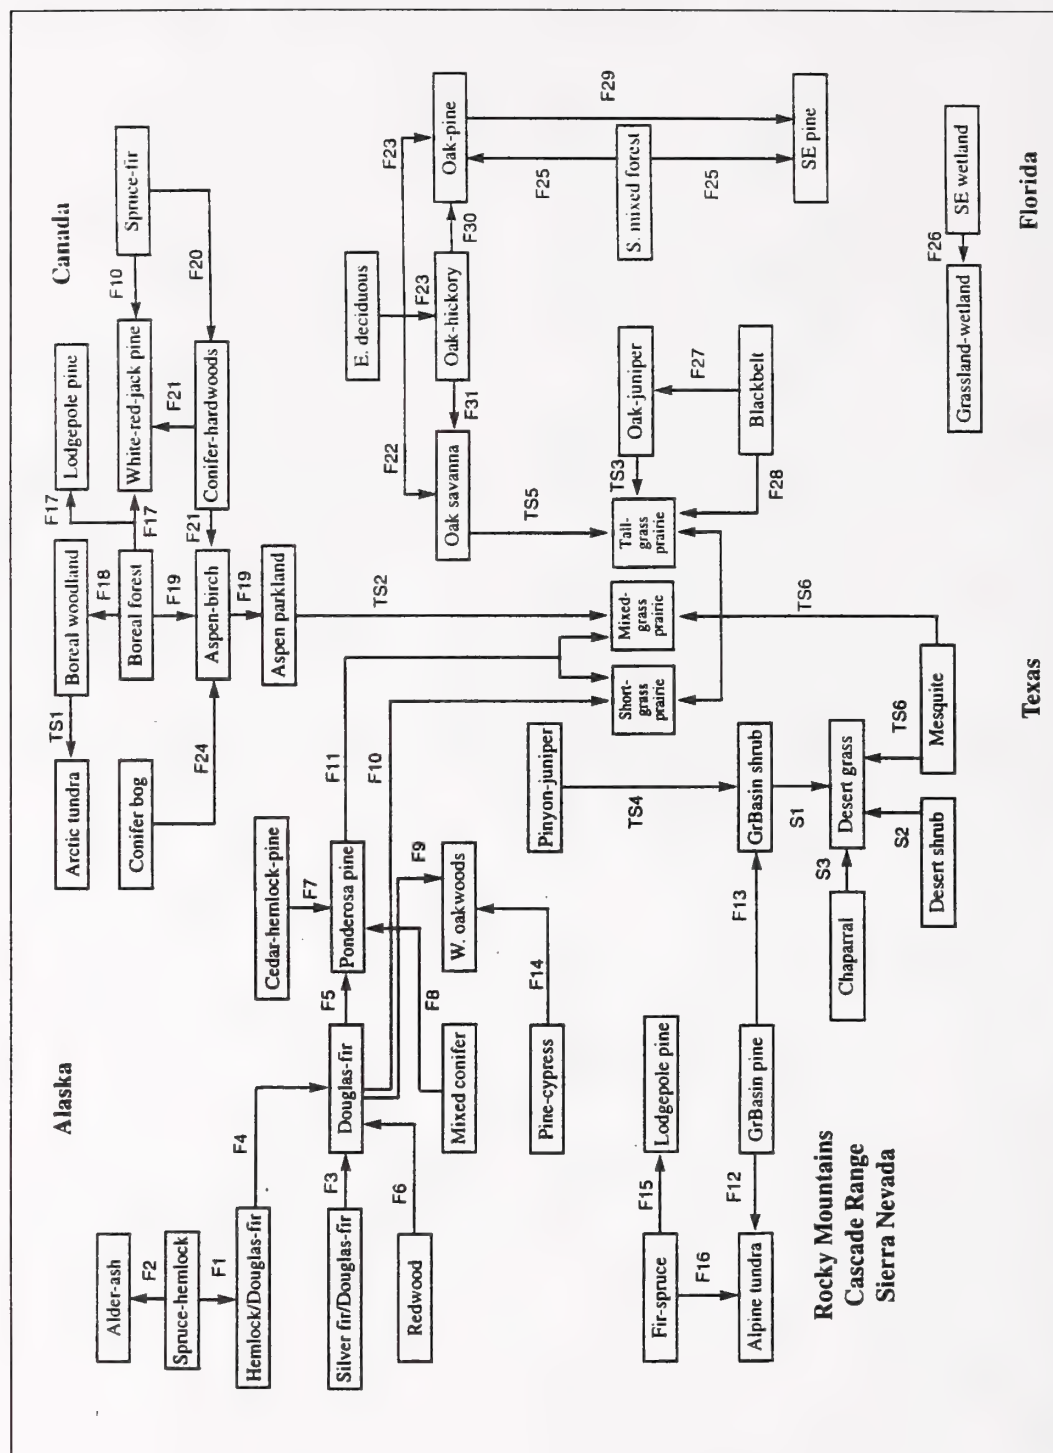 Alaska
Canada
Alder-ash
F2
Spruce-hemlock
F1
Hemlock/Douglas-fir
F4
Silver fir/Douglas-fir
F3
Douglas-fir
F5
Redwood
F6
Cedar-hemlock-pine
F7
Ponderosa pine
F8
Mixed conifer
F9
W. oakwoods
F14
Pine-cypress
F10
F11
Arctic tundra
TS1
Boreal woodland
F18
Boreal forest
F17
Lodgepole pine
F17
White-red-jack pine
F10
Spruce-fir
F20
Conifer bog
F24
F19
Aspen-birch
F21
F21
Conifer-hardwoods
F19
Aspen parkland
TS2
E. deciduous
F23
F23
F22
Oak savanna
F31
Oak-hickory
F30
Oak-pine
F29
TS5
F25
S. mixed forest
F25
SE pine
Short-
grass
prairie
Mixed-
grass
prairie
Tall-
grass
prairie
TS3
Oak-juniper
F27
Blackbelt
F28
Fir-spruce
F15
Lodgepole pine
F16
Alpine tundra
F12
GrBasin pine
F13
Pinyon-juniper
TS4
GrBasin shrub
S1
Desert grass
S3
Chaparral
S2
Desert shrub
TS6
TS6
Mesquite
Grassland-wetland
F26
SE wetland
Rocky Mountains
Cascade Range
Sierra Nevada
Texas
Florida